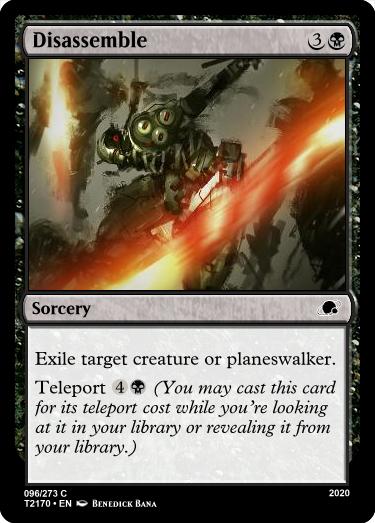 Disassemble 3
Sorcery
Exile target creature or planeswalker.
Teleport 4 (You may cast this card
for its teleport cost while you're looking
at it in your library or revealing it from
your library.)
096/273 C 2020
T2170 • EN Benedick Bana